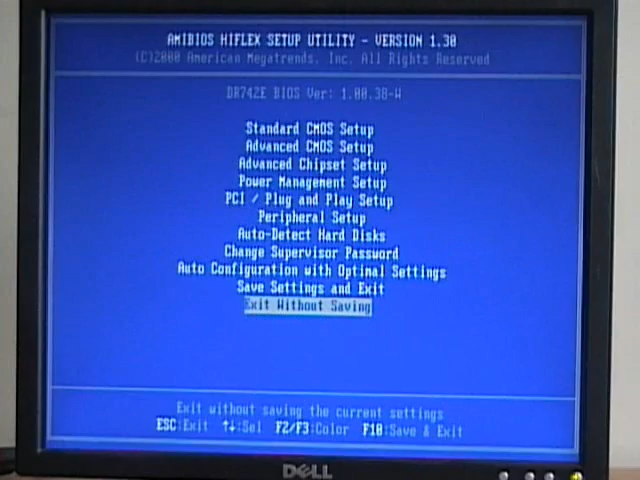 AMIBIOS HIFLEX SETUP UTILITY - VERSION 1.30
(C)2000 American Megatrends, Inc. All Rights Reserved
DR742E BIOS Ver: 1.00.38-W
Standard CMOS Setup
Advanced CMOS Setup
Advanced Chipset Setup
Power Management Setup
PCI / Plug and Play Setup
Peripheral Setup
Auto-Detect Hard Disks
Change Supervisor Password
Auto Configuration with Optimal Settings
Save Settings and Exit
Exit Without Saving
Exit without saving the current settings
ESC:Exit ↑↓:Sel F2/F3:Color F10:Save & Exit
DELL